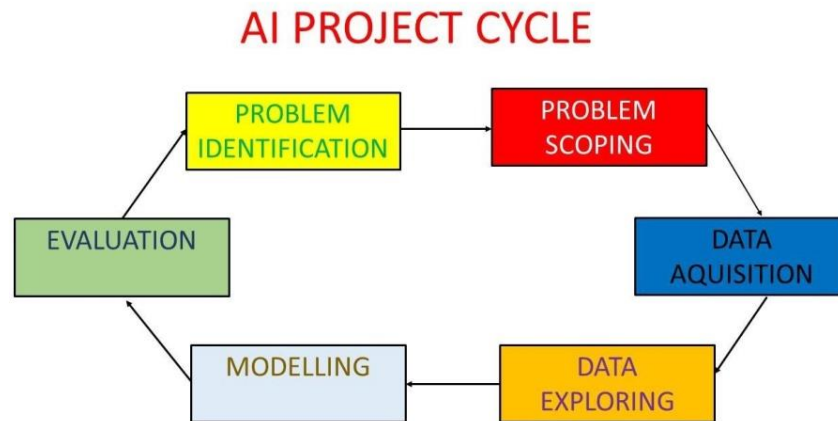 AI PROJECT CYCLE
PROBLEM
IDENTIFICATION
PROBLEM
SCOPING
DATA
AQUISITION
DATA
EXPLORING
MODELLING
EVALUATION